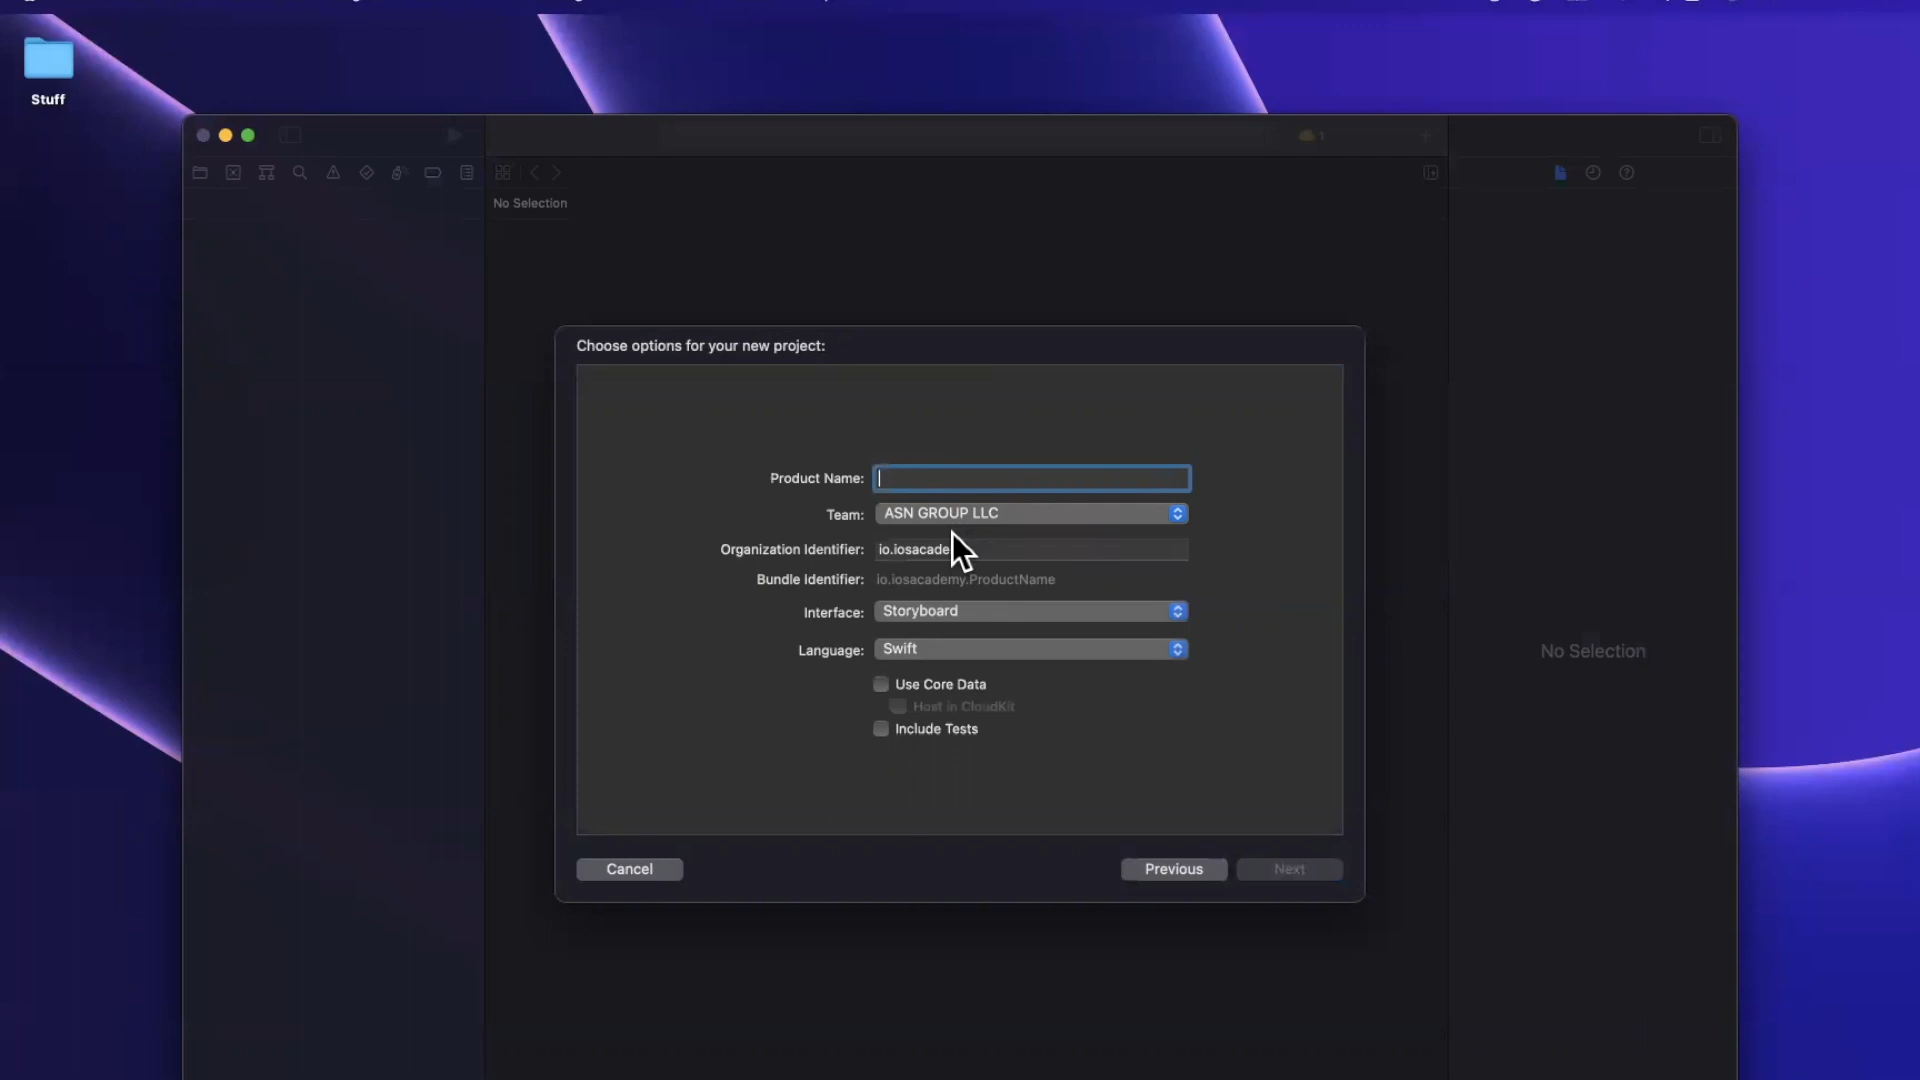 Stuff
1
No Selection
Choose options for your new project:
Product Name:
Team: ASN GROUP LLC
Organization Identifier: io.iosacade
Bundle Identifier: io.iosacademy.ProductName
Interface: Storyboard
Language: Swift
Use Core Data
Host in CloudKit
Include Tests
No Selection
Cancel Previous Next